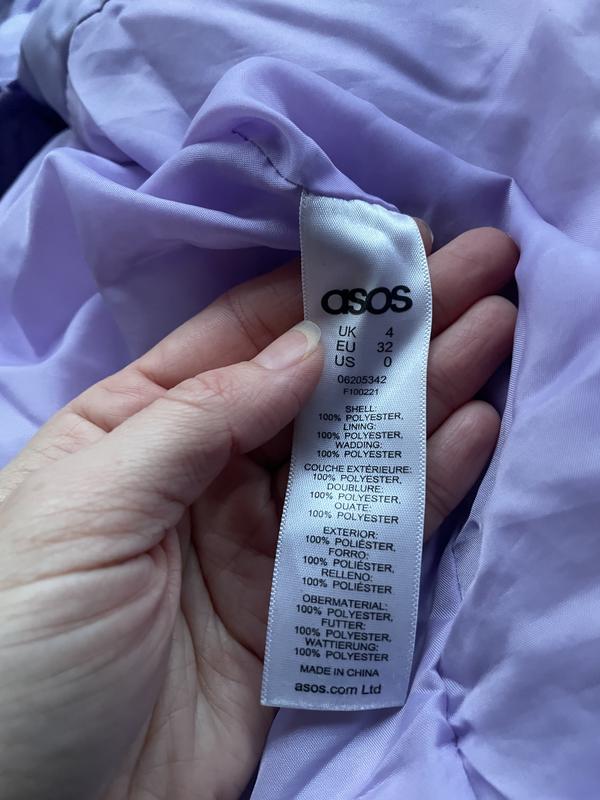 asos
UK 4
EU 32
US 0
06205342
F100221
SHELL:
100% POLYESTER,
LINING:
100% POLYESTER,
WADDING:
100% POLYESTER
COUCHE EXTÉRIEURE:
100% POLYESTER,
DOUBLURE:
100% POLYESTER,
OUATE:
100% POLYESTER
EXTERIOR:
100% POLIÉSTER,
FORRO:
100% POLIÉSTER,
RELLENO:
100% POLIÉSTER
OBERMATERIAL:
100% POLYESTER,
FUTTER:
100% POLYESTER,
WATTIERUNG:
100% POLYESTER
MADE IN CHINA
asos.com Ltd